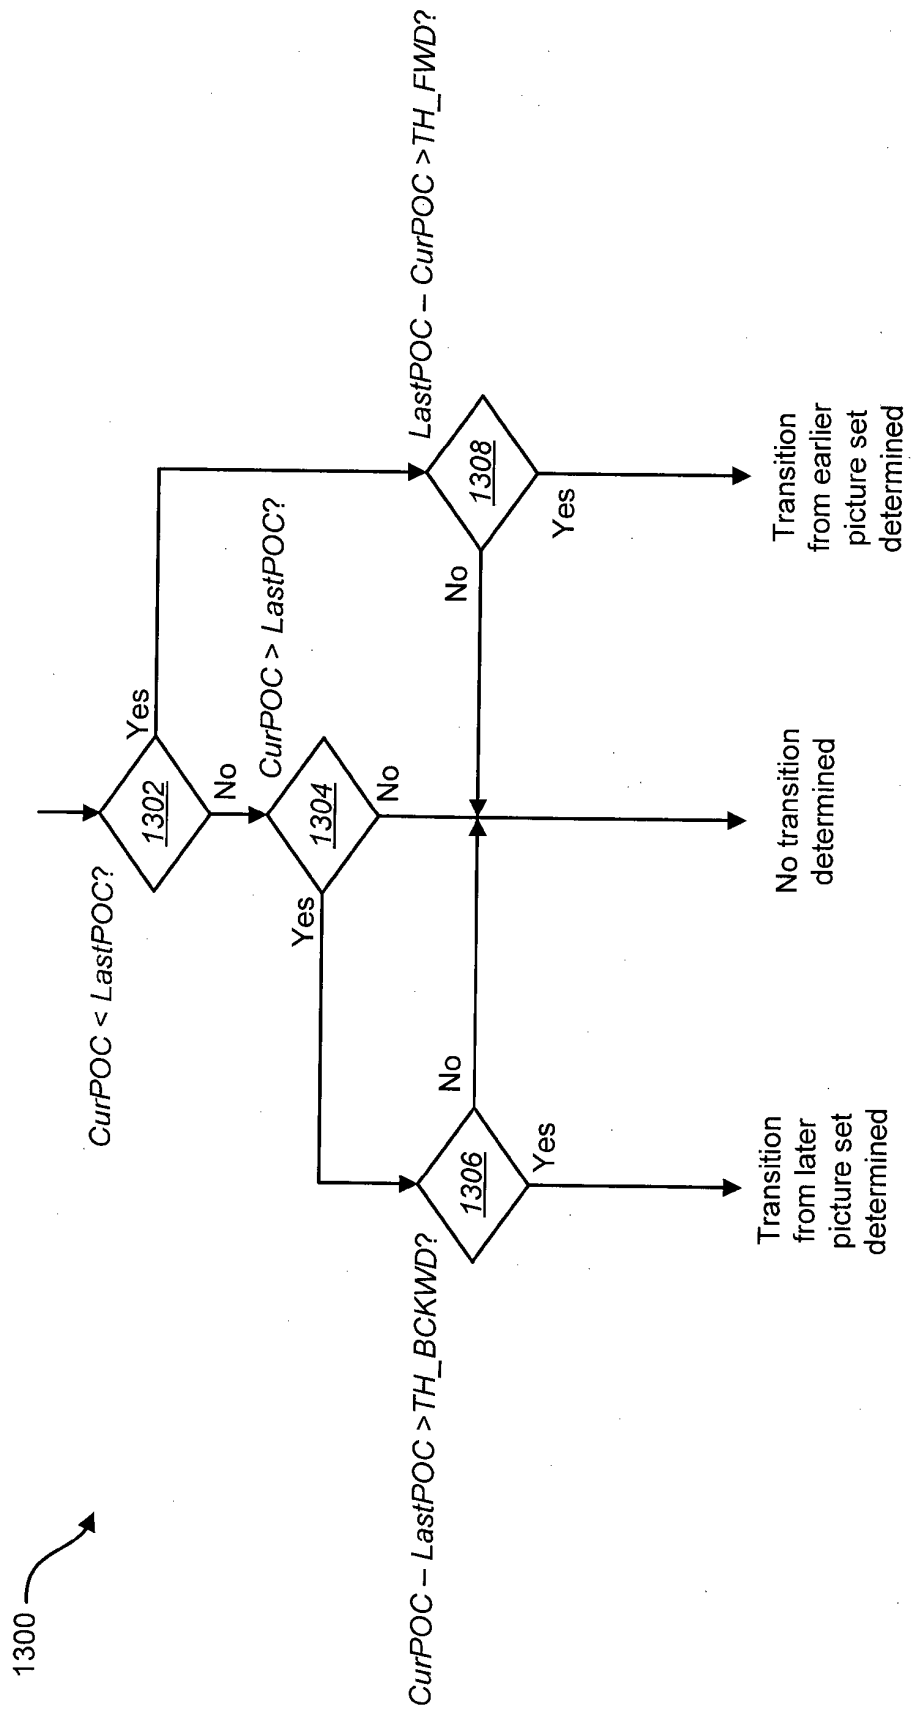 1300
CurPOC < LastPOC?
1302
Yes
No
CurPOC > LastPOC?
1304
Yes
No
CurPOC – LastPOC >TH_BCKWD?
1306
No
Yes
LastPOC – CurPOC >TH_FWD?
1308
No
Yes
Transition
from later
picture set
determined
No transition
determined
Transition
from earlier
picture set
determined